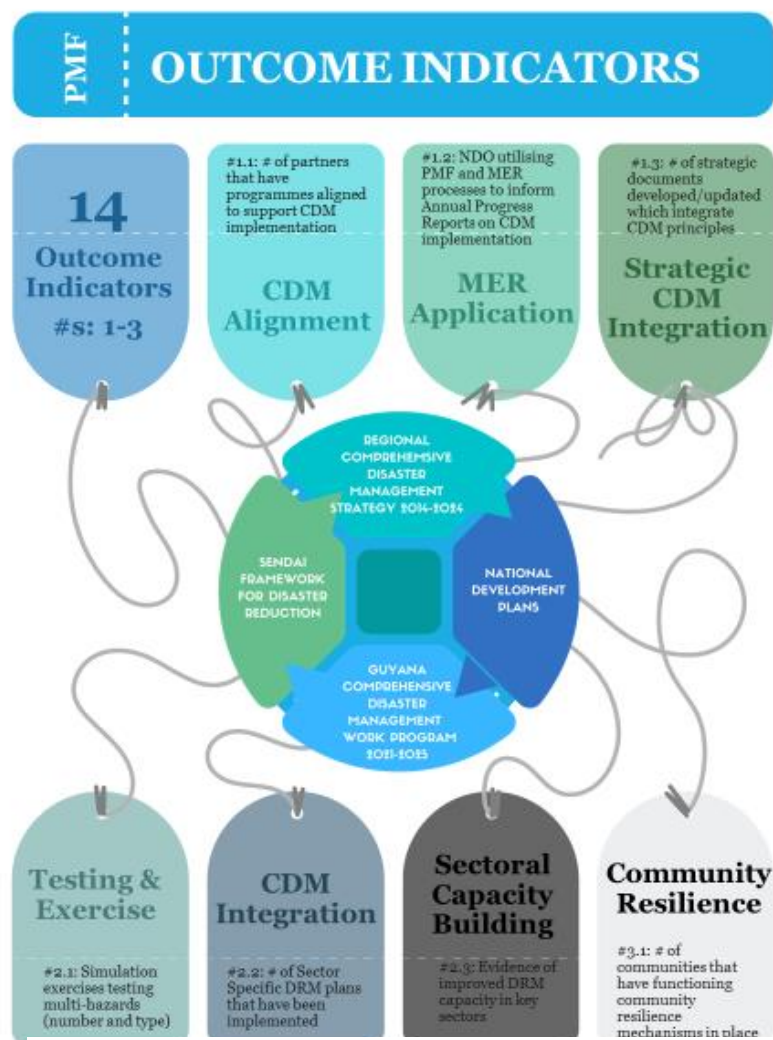 PMF
OUTCOME INDICATORS
14
Outcome
Indicators
#s: 1-3
#1.1: # of partners
that have
programmes aligned
to support CDM
implementation
CDM
Alignment
#1.2: NDO utilising
PMF and MER
processes to inform
Annual Progress
Reports on CDM
implementation
MER
Application
#1.3: # of strategic
documents
developed/updated
which integrate
CDM principles
Strategic
CDM
Integration
REGIONAL
COMPREHEMSIVE
DISASTER
MANAGEMENT
STRATEGY 2014-2024
SENDAI
FRAMEWORK
FOR DISASTER
REDUCTION
NATIONAL
DEVELOPMENT
PLANS
GUYANA
COMPREHENSIVE
DISASTER
MANAGEMENT
WORK PROGRAM
2021-2025
Testing &
Exercise
#2.1: Simulation
exercises testing
multi-hazards
(number and type)
CDM
Integration
#2.2: # of Sector
Specific DRM plans
that have been
implemented
Sectoral
Capacity
Building
#2.3: Evidence of
improved DRM
capacity in key
sectors
Community
Resilience
#3.1: # of
communities that
have functioning
community
resilience
mechanisms in place